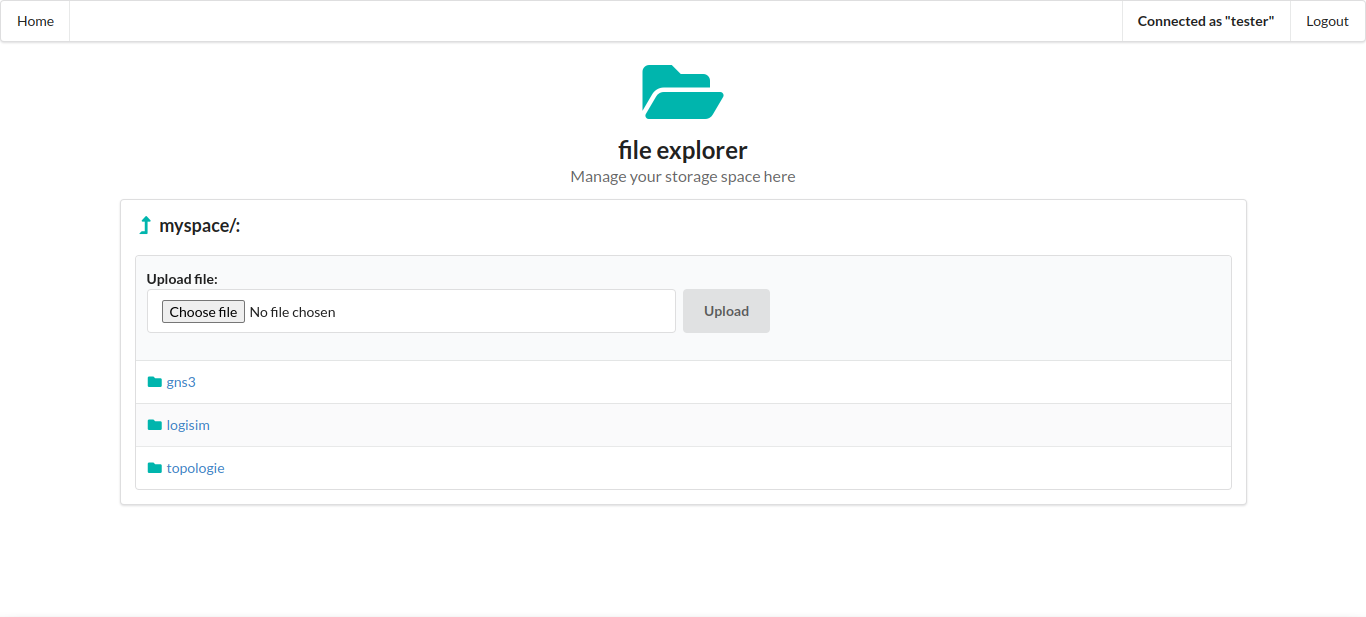 Home
Connected as "tester"
Logout
file explorer
Manage your storage space here
myspace/:
Upload file:
Choose file No file chosen
Upload
gns3
logisim
topologie